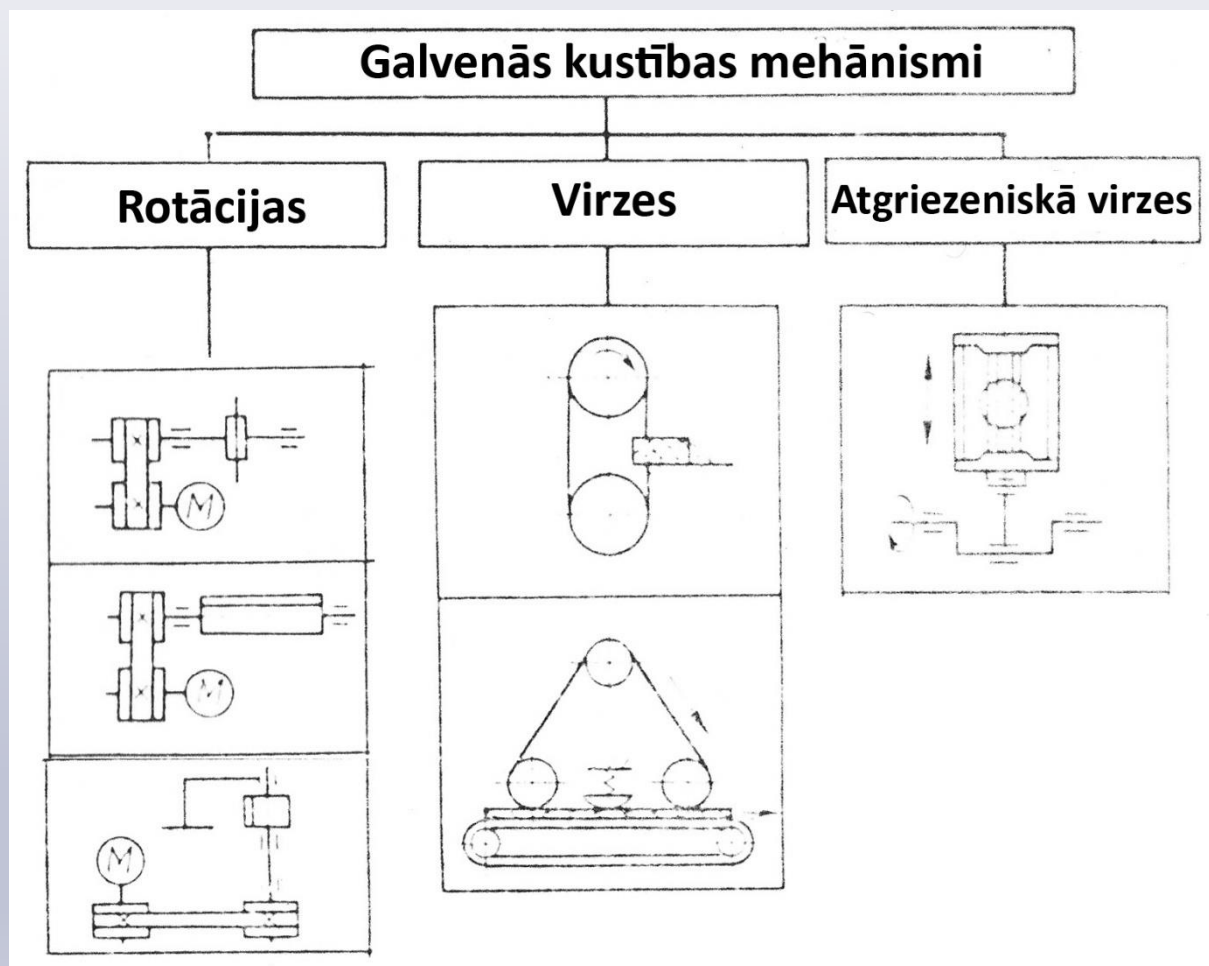 Galvenās kustības mehānismi
Rotācijas
Virzes
Atgriezeniskā virzes
M
M
M